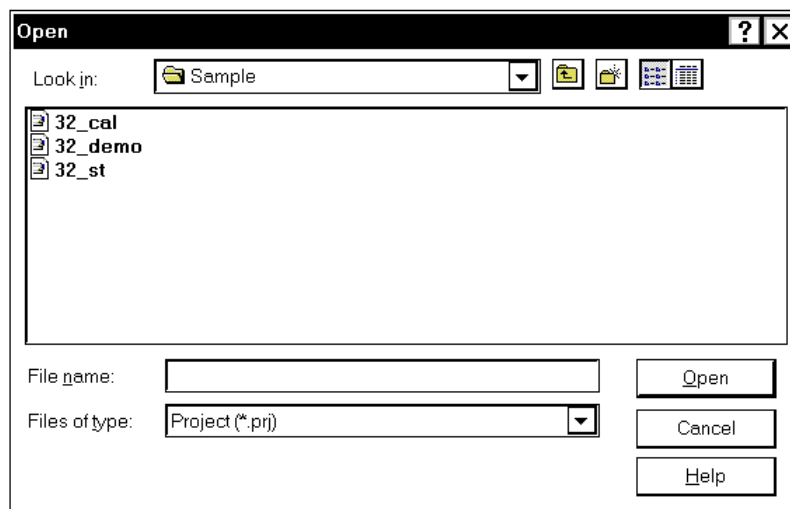 Open
Look in: Sample
32_cal
32_demo
32_st
File name: Open
Files of type: Project (*.prj)
Cancel
Help